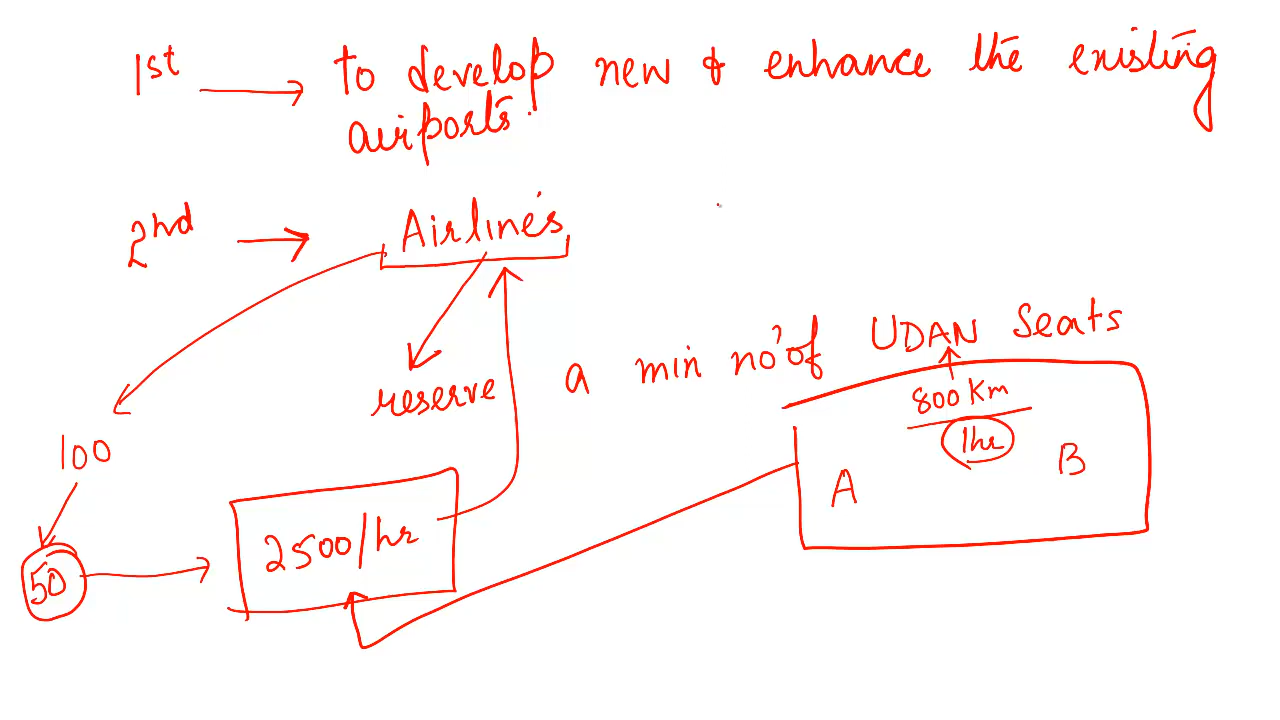 1st → to develop new & enhance the existing
airports.
2nd → Airlines
reserve a min no' of UDAN Seats
800 Km
1hr
A B
100
50 → 2500/hr